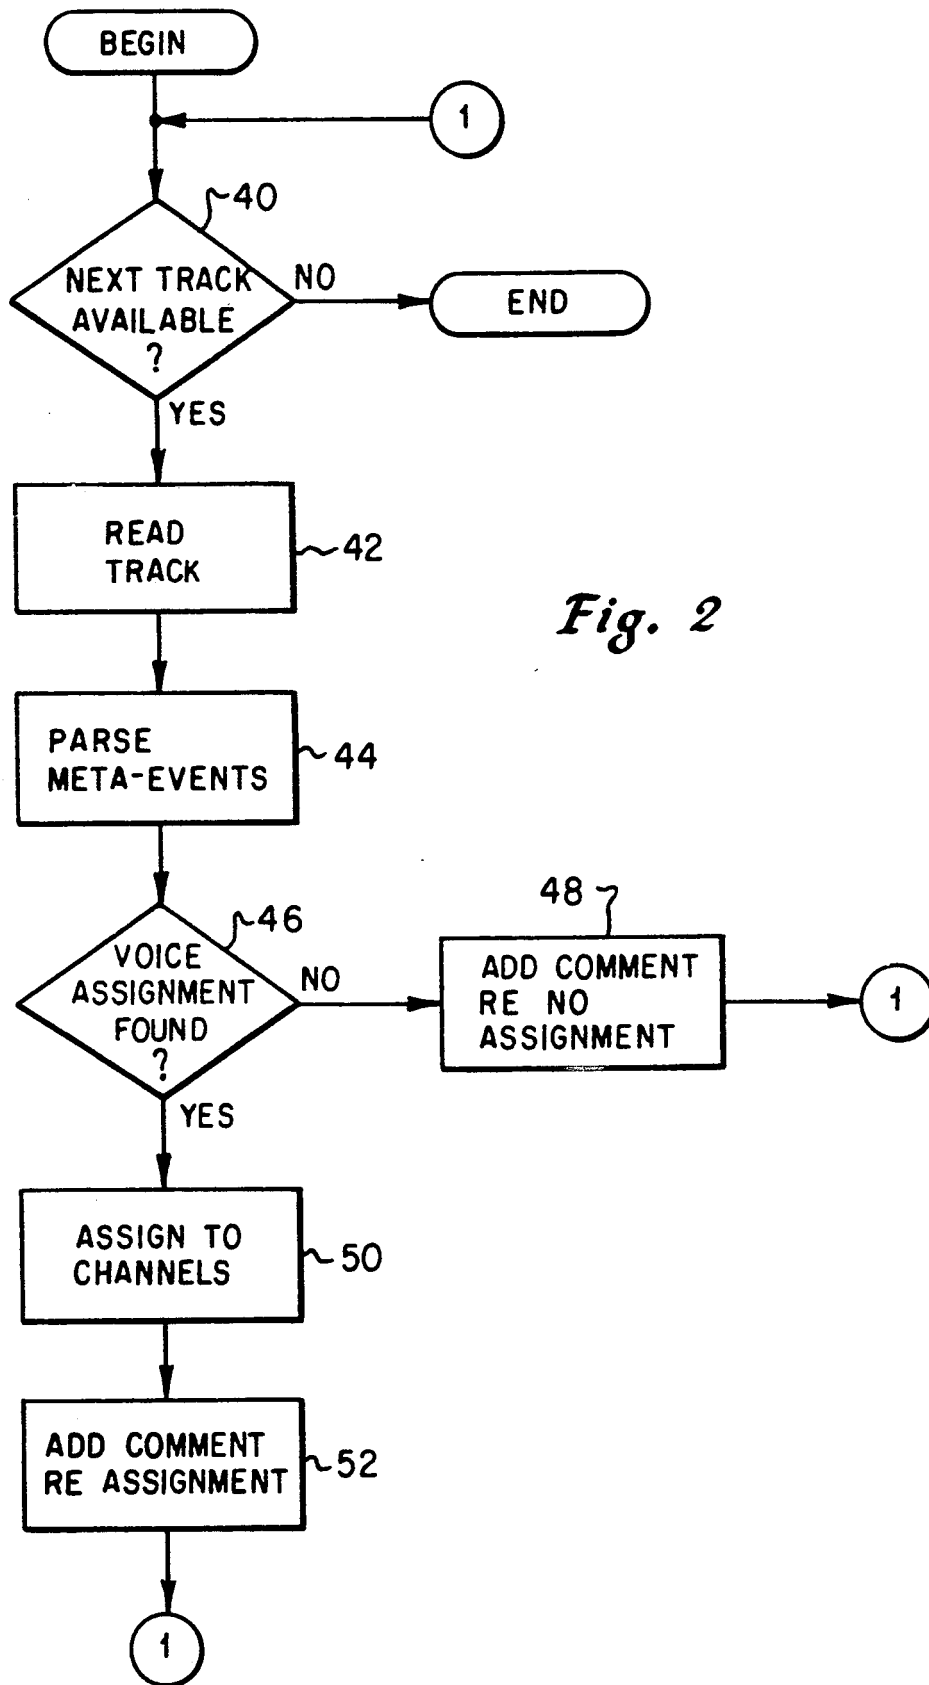 BEGIN
1
40
NEXT TRACK
AVAILABLE
?
NO
END
YES
READ
TRACK
42
Fig. 2
PARSE
META-EVENTS
44
46
VOICE
ASSIGNMENT
FOUND
?
NO
48
ADD COMMENT
RE NO
ASSIGNMENT
1
YES
ASSIGN TO
CHANNELS
50
ADD COMMENT
RE ASSIGNMENT
52
1